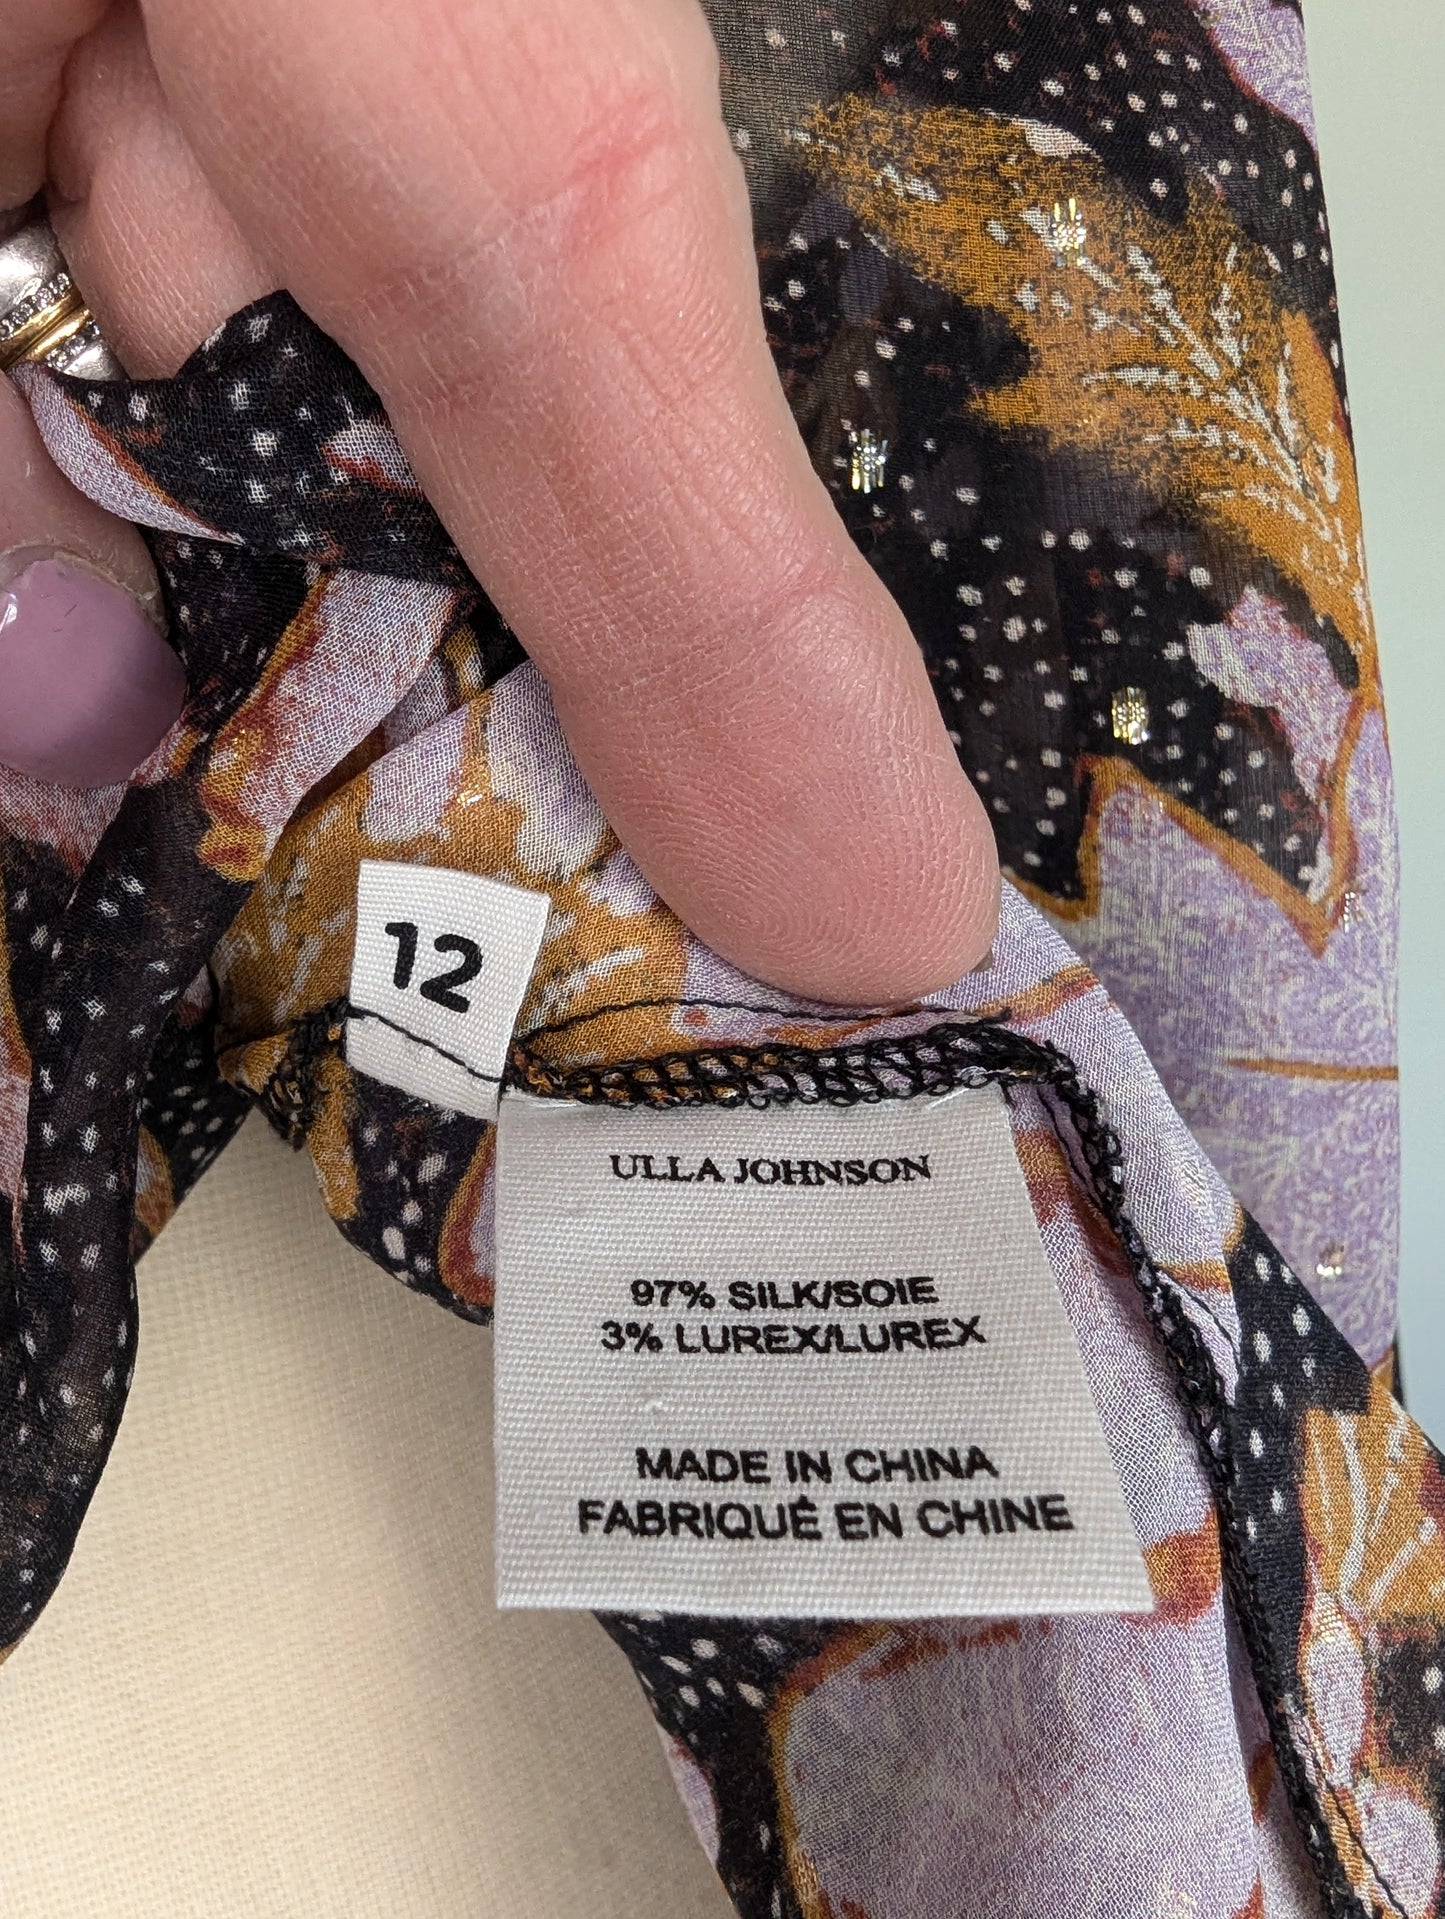 12
ULLA JOHNSON
97% SILK/SOIE
3% LUREX/LUREX
MADE IN CHINA
FABRIQUÉ EN CHINE